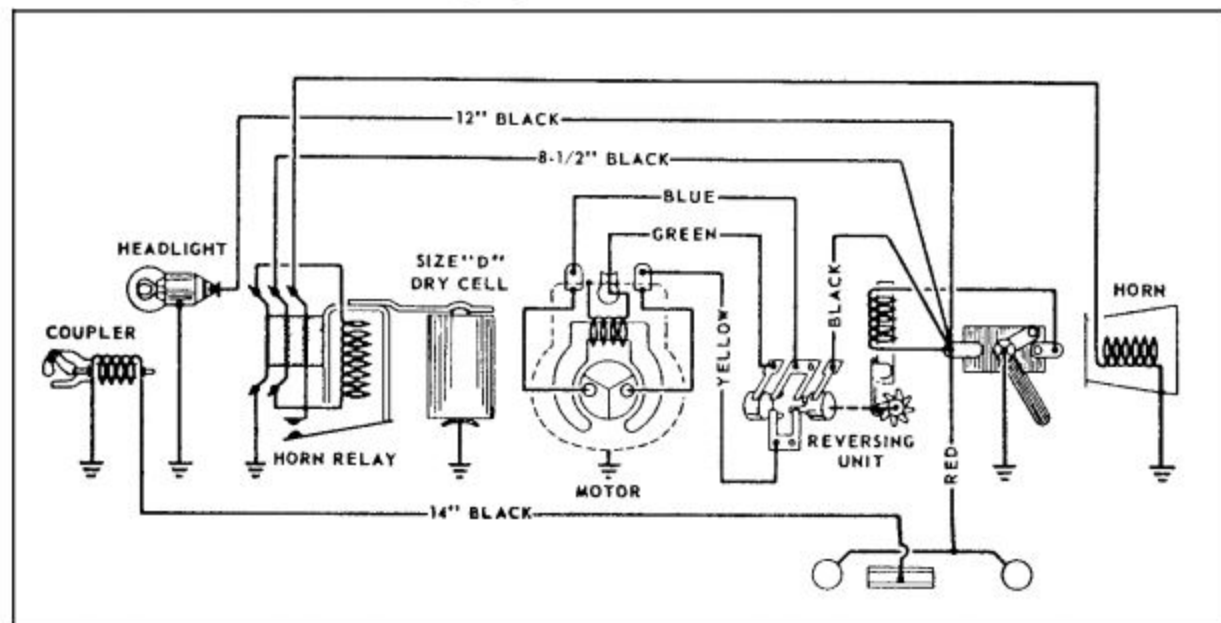 12" BLACK
8-1/2" BLACK
BLUE
GREEN
HEADLIGHT
SIZE "D"
DRY CELL
COUPLER
YELLOW
BLACK
HORN
HORN RELAY
MOTOR
REVERSING
UNIT
RED
14" BLACK